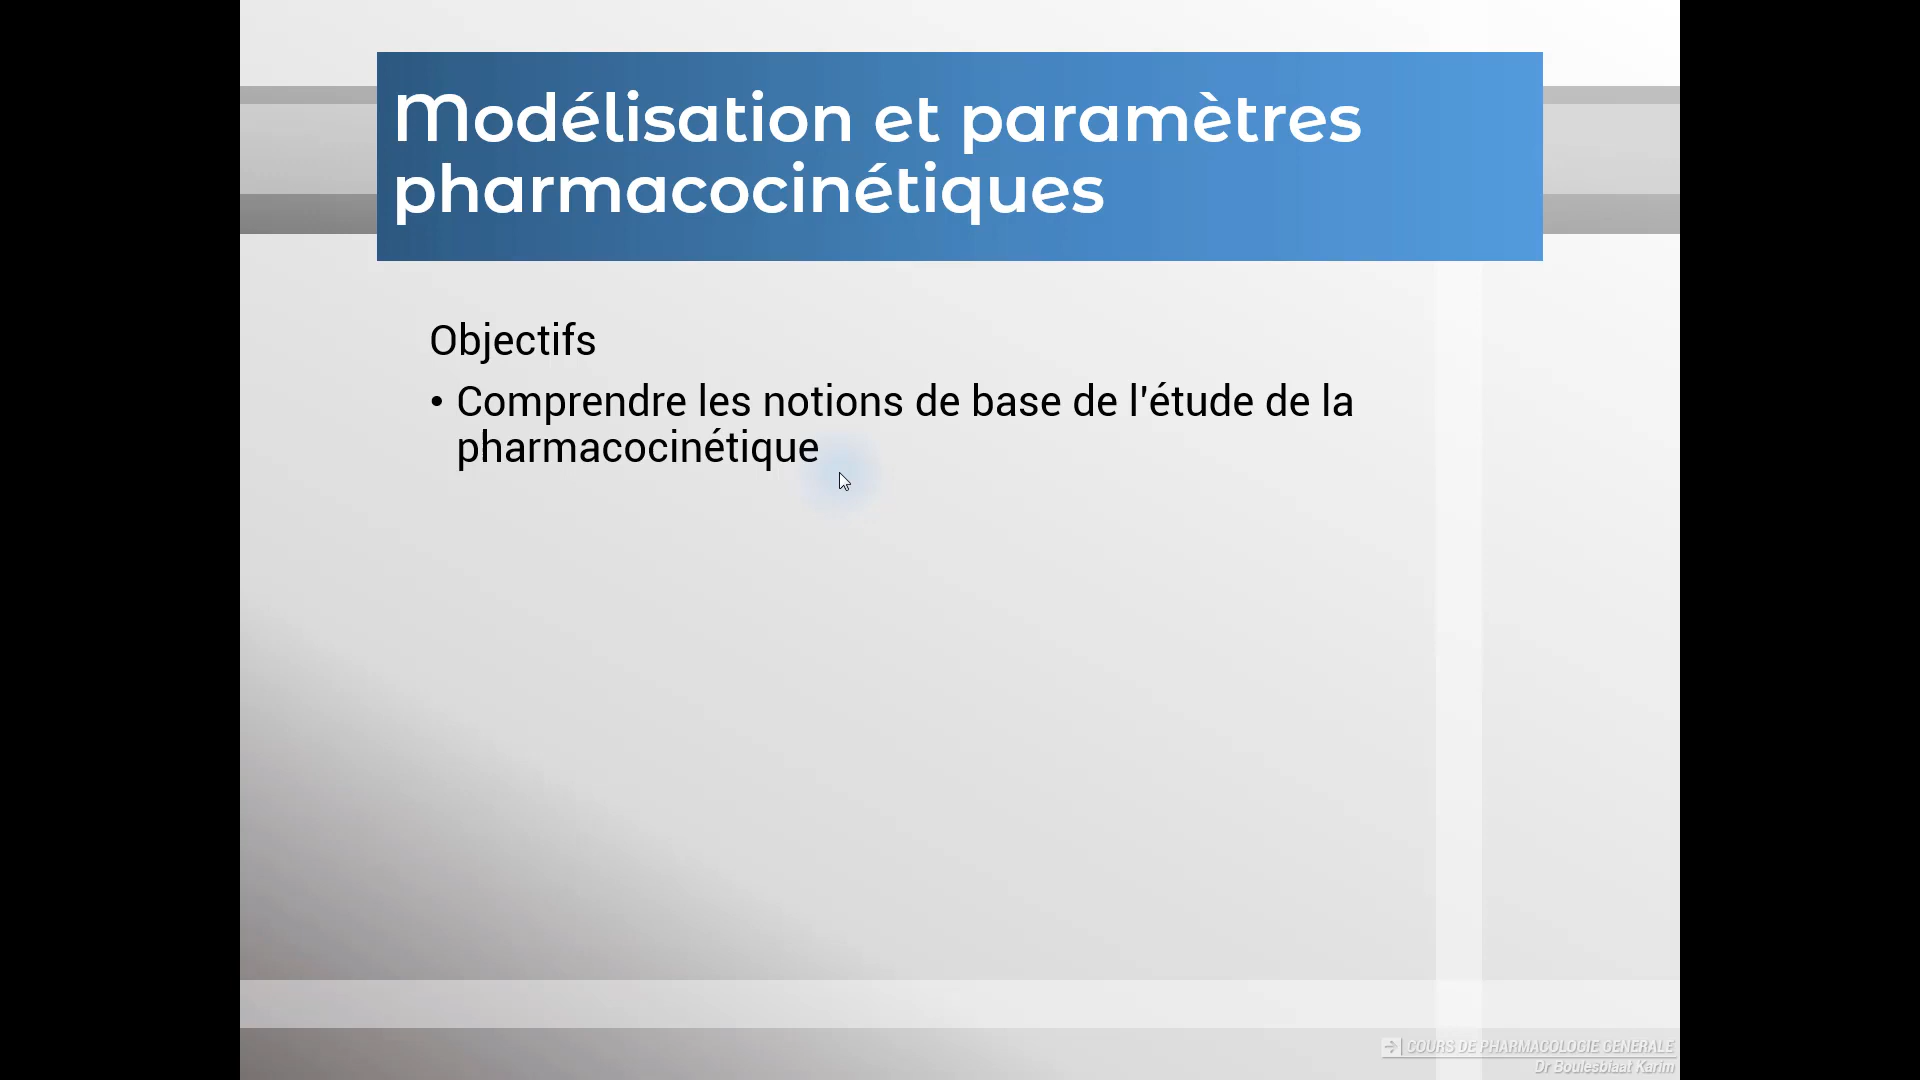 Modélisation et paramètres
pharmacocinétiques
Objectifs
• Comprendre les notions de base de l'étude de la
pharmacocinétique
COURS DE PHARMACOLOGIE GENERALE
Dr Boulesblaat Karim